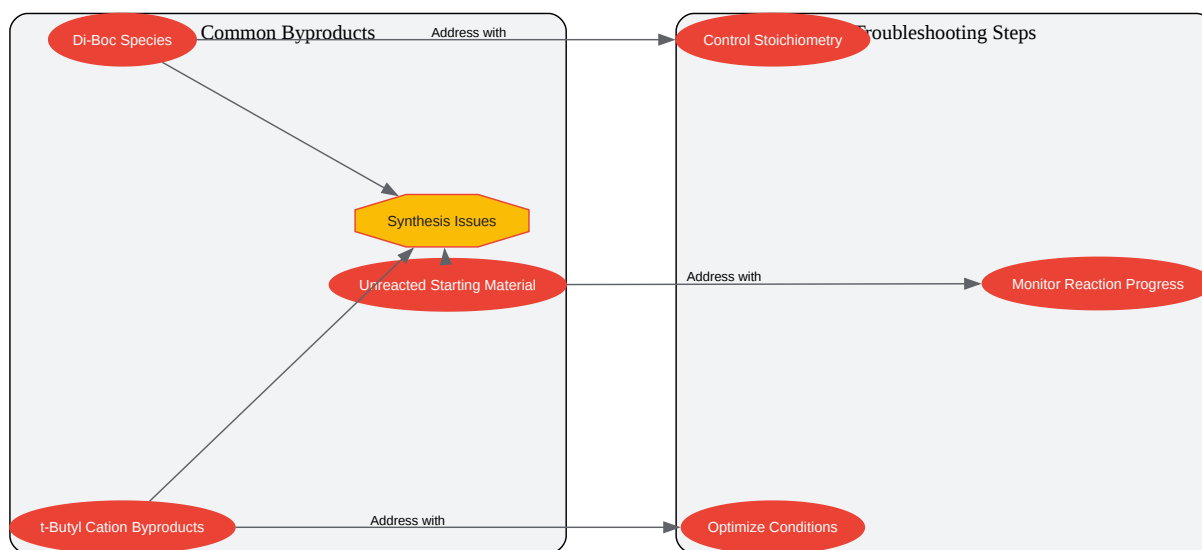 Common Byproducts
Troubleshooting Steps
Di-Boc Species
Address with
Control Stoichiometry
Synthesis Issues
Unreacted Starting Material
Address with
Monitor Reaction Progress
t-Butyl Cation Byproducts
Address with
Optimize Conditions